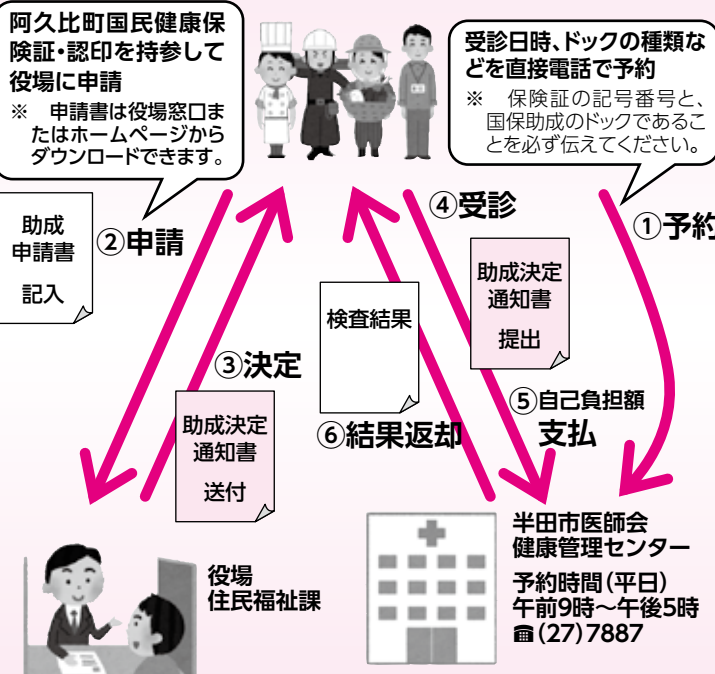 阿久比町国民健康保
険証・認印を持参して
役場に申請
※　申請書は役場窓口ま
たはホームページから
ダウンロードできます。
受診日時、ドックの種類な
どを直接電話で予約
※　保険証の記号番号と、
国保助成のドックであるこ
とを必ず伝えてください。
①予約
助成
申請書
記入
②申請
③決定
助成決定
通知書
送付
④受診
助成決定
通知書
提出
⑤自己負担額
支払
検査結果
⑥結果返却
役場
住民福祉課
半田市医師会
健康管理センター
予約時間(平日)
午前9時～午後5時
☎(27)7887